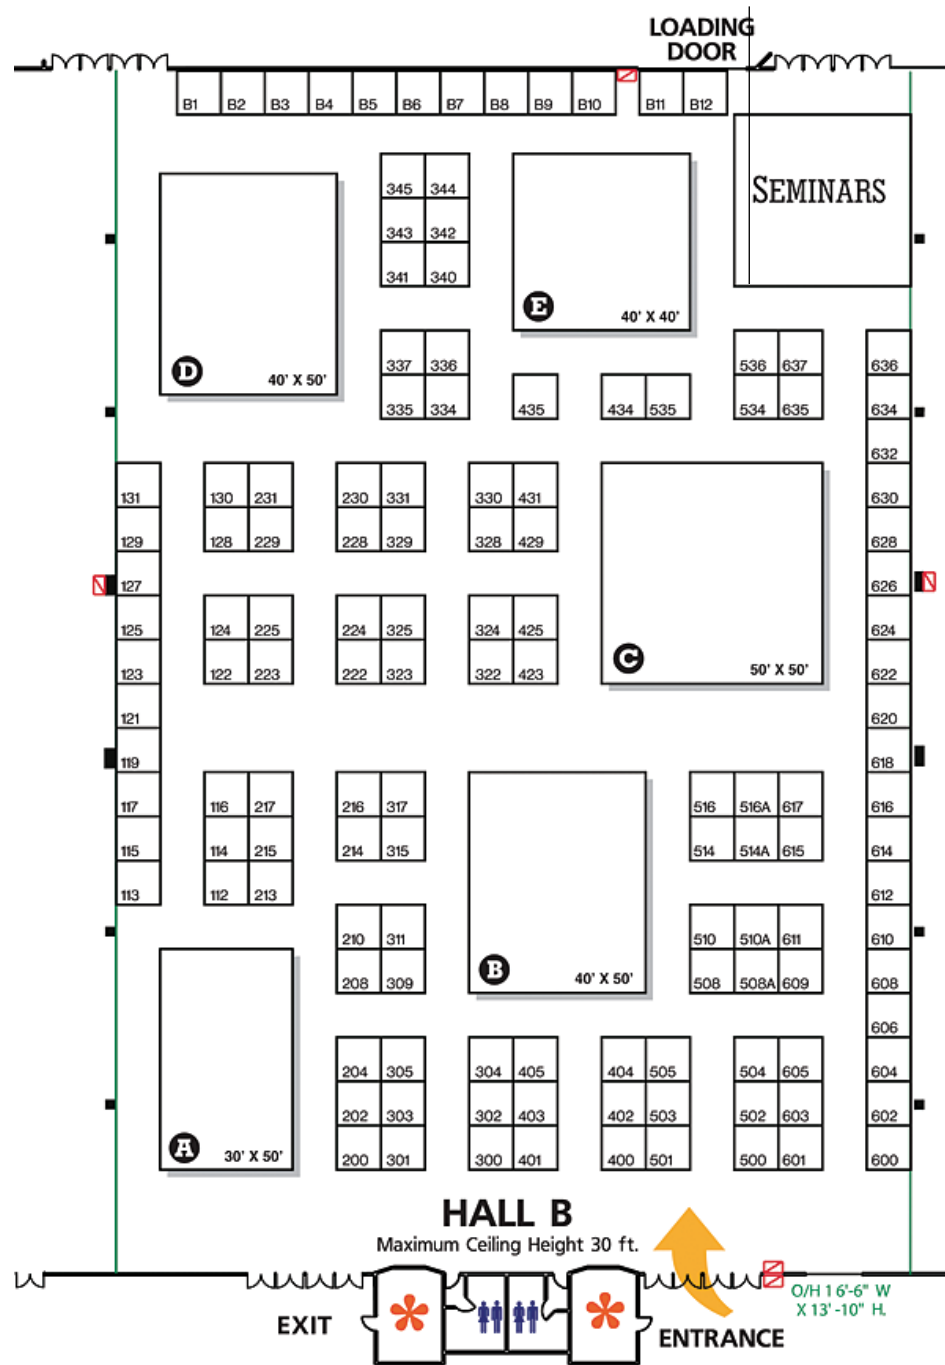 LOADING
DOOR
B1 B2 B3 B4 B5 B6 B7 B8 B9 B10 B11 B12
SEMINARS
345 344
343 342
341 340
E
40' X 40'
D
40' X 50'
337 336 536 637 636
335 334 435 434 535 534 635 634
632
131 130 231 230 331 330 431 630
129 128 229 228 329 328 429 628
127 626
125 124 225 224 325 324 425 624
123 122 223 222 323 322 423 622
C
50' X 50'
121 620
119 618
117 116 217 216 317 516 516A 617 616
115 114 215 214 315 514 514A 615 614
113 112 213 612
210 311 510 510A 611 610
208 309 508 508A 609 608
B
40' X 50'
606
204 305 304 405 404 505 504 605 604
202 303 302 403 402 503 502 603 602
200 301 300 401 400 501 500 601 600
A
30' X 50'
HALL B
Maximum Ceiling Height 30 ft.
O/H 16'-6" W
X 13'-10" H.
EXIT
ENTRANCE